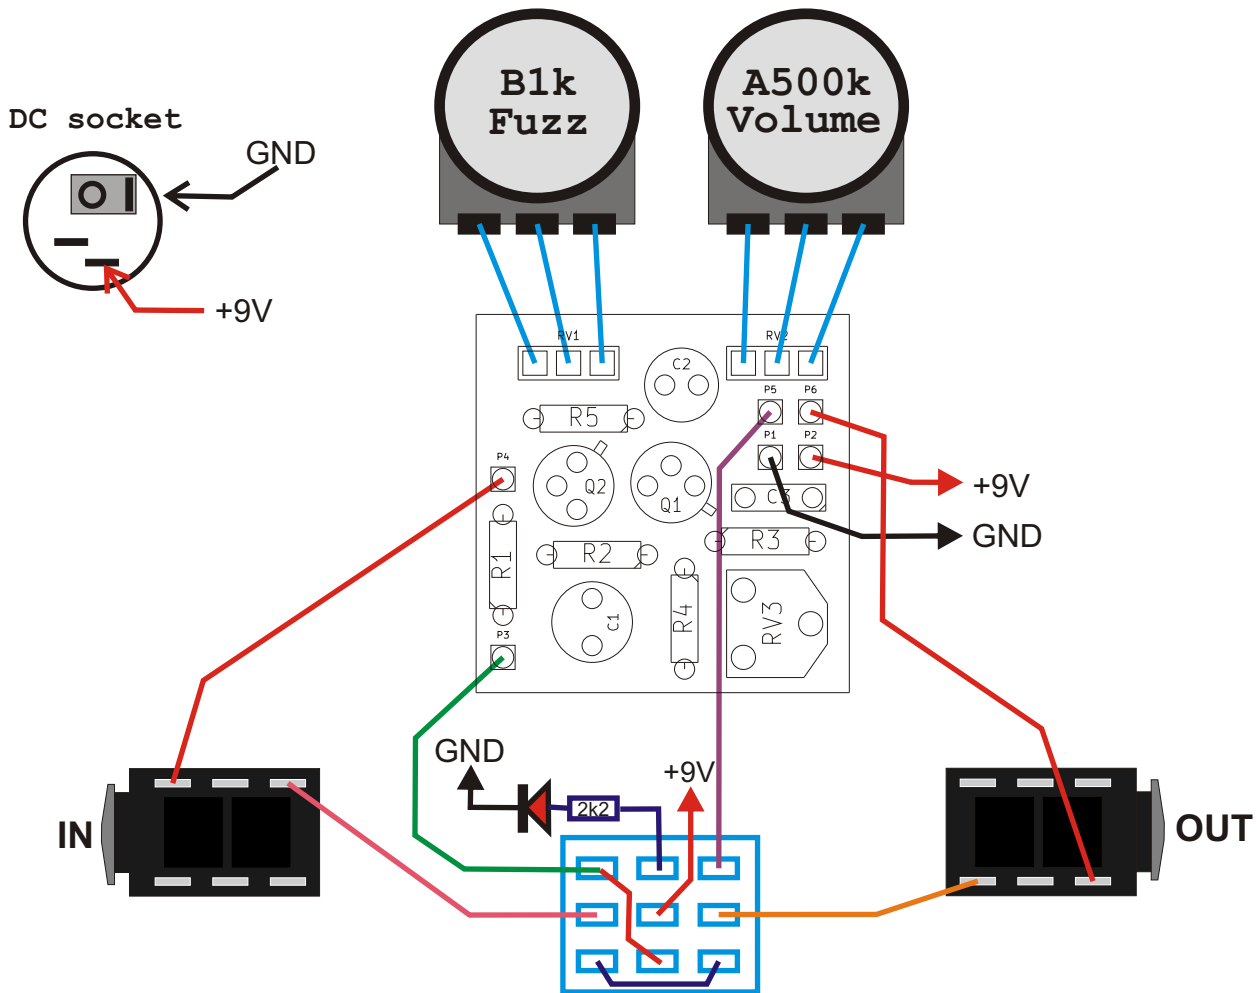 B1k
Fuzz
A500k
Volume
DC socket
GND
+9V
RV1
RV2
C2
P5
P6
R5
P1
P2
P4
Q2
Q1
C3
+9V
GND
R1
R2
R3
C1
R4
RV3
P3
GND
+9V
2k2
IN
OUT